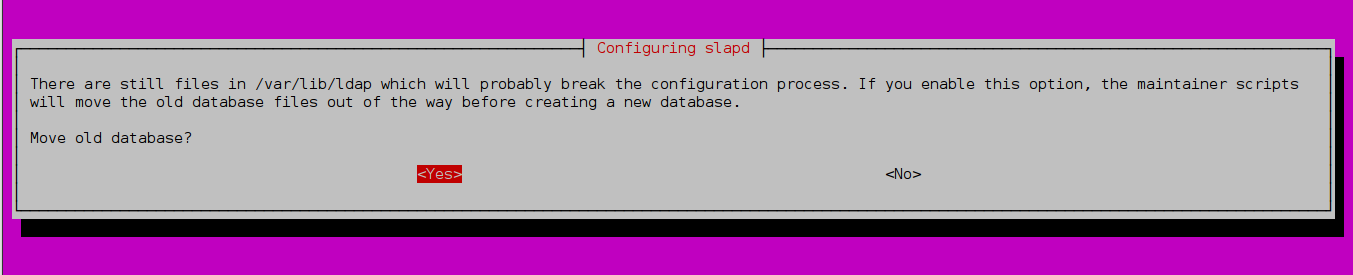 Configuring slapd
There are still files in /var/lib/ldap which will probably break the configuration process. If you enable this option, the maintainer scripts
will move the old database files out of the way before creating a new database.
Move old database?
<Yes> <No>